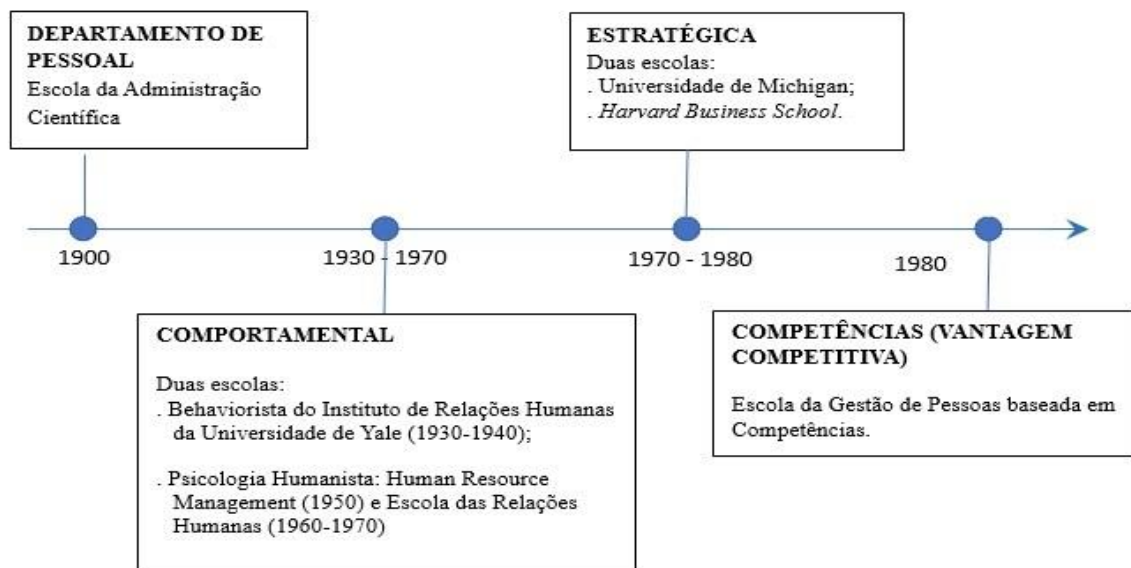 DEPARTAMENTO DE
PESSOAL
Escola da Administração
Científica
ESTRATÉGICA
Duas escolas:
. Universidade de Michigan;
. Harvard Business School.
1900
1930 - 1970
1970 - 1980
1980
COMPORTAMENTAL
Duas escolas:
. Behaviorista do Instituto de Relações Humanas
da Universidade de Yale (1930-1940);
. Psicologia Humanista: Human Resource
Management (1950) e Escola das Relações
Humanas (1960-1970)
COMPETÊNCIAS (VANTAGEM
COMPETITIVA)
Escola da Gestão de Pessoas baseada em
Competências.